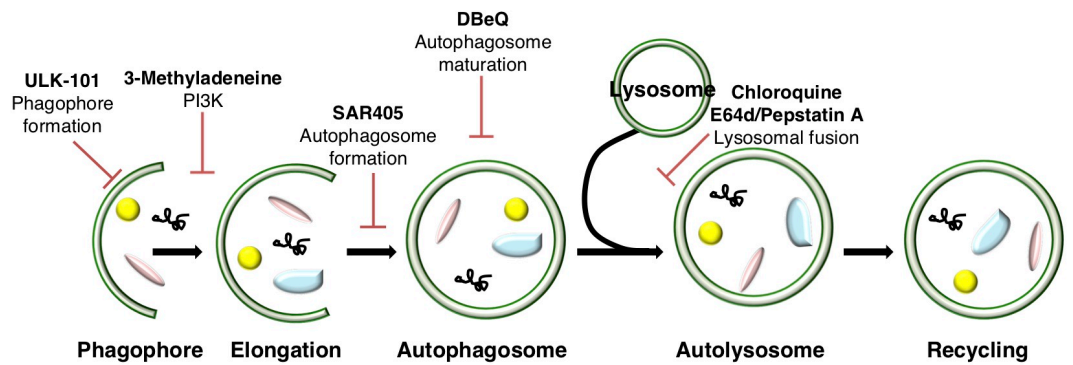 ULK-101
Phagophore
formation
3-Methyladeneine
PI3K
SAR405
Autophagosome
formation
DBeQ
Autophagosome
maturation
Lysosome
Chloroquine
E64d/Pepstatin A
Lysosomal fusion
Phagophore
Elongation
Autophagosome
Autolysosome
Recycling